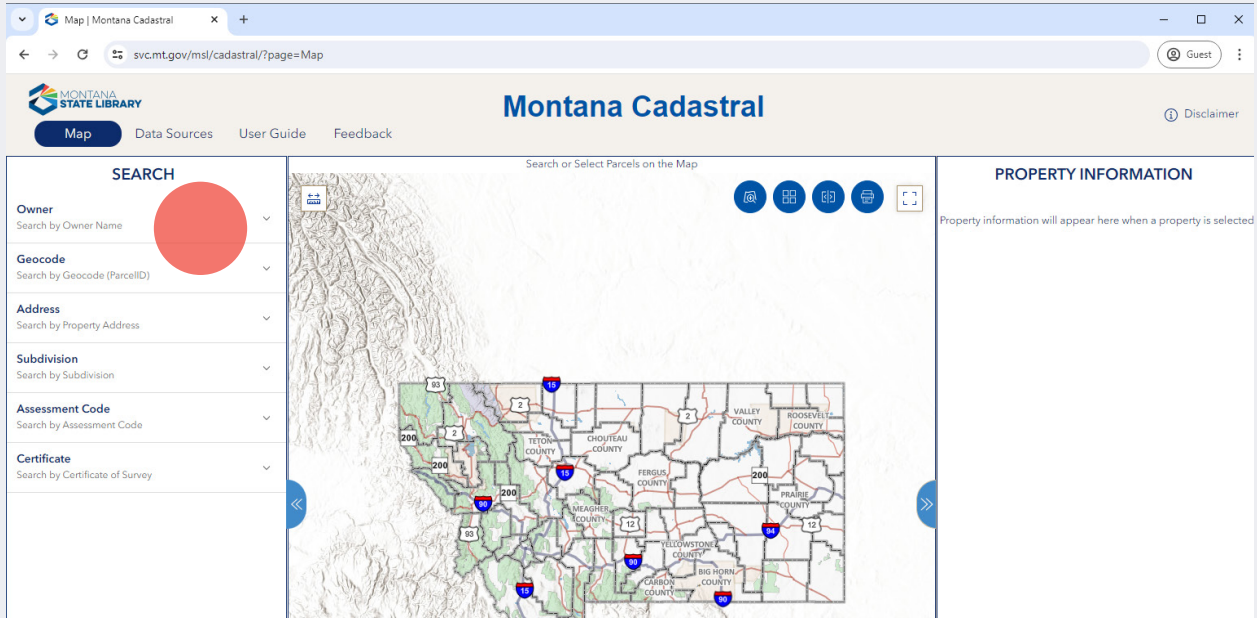 Map | Montana Cadastral
svc.mt.gov/msl/cadastral/?page=Map
Guest
MONTANA
STATE LIBRARY
Montana Cadastral
Disclaimer
Map
Data Sources
User Guide
Feedback
SEARCH
Owner
Search by Owner Name
Geocode
Search by Geocode (ParcelID)
Address
Search by Property Address
Subdivision
Search by Subdivision
Assessment Code
Search by Assessment Code
Certificate
Search by Certificate of Survey
Search or Select Parcels on the Map
93
15
2
2
VALLEY
COUNTY
ROOSEVELT
COUNTY
200
2
TETON
COUNTY
CHOUTEAU
COUNTY
200
15
FERGUS
COUNTY
200
200
PRAIRIE
COUNTY
90
MEAGHER
COUNTY
12
12
93
94
YELLOWSTONE
COUNTY
90
BIG HORN
COUNTY
CARBON
COUNTY
15
90
PROPERTY INFORMATION
Property information will appear here when a property is selected